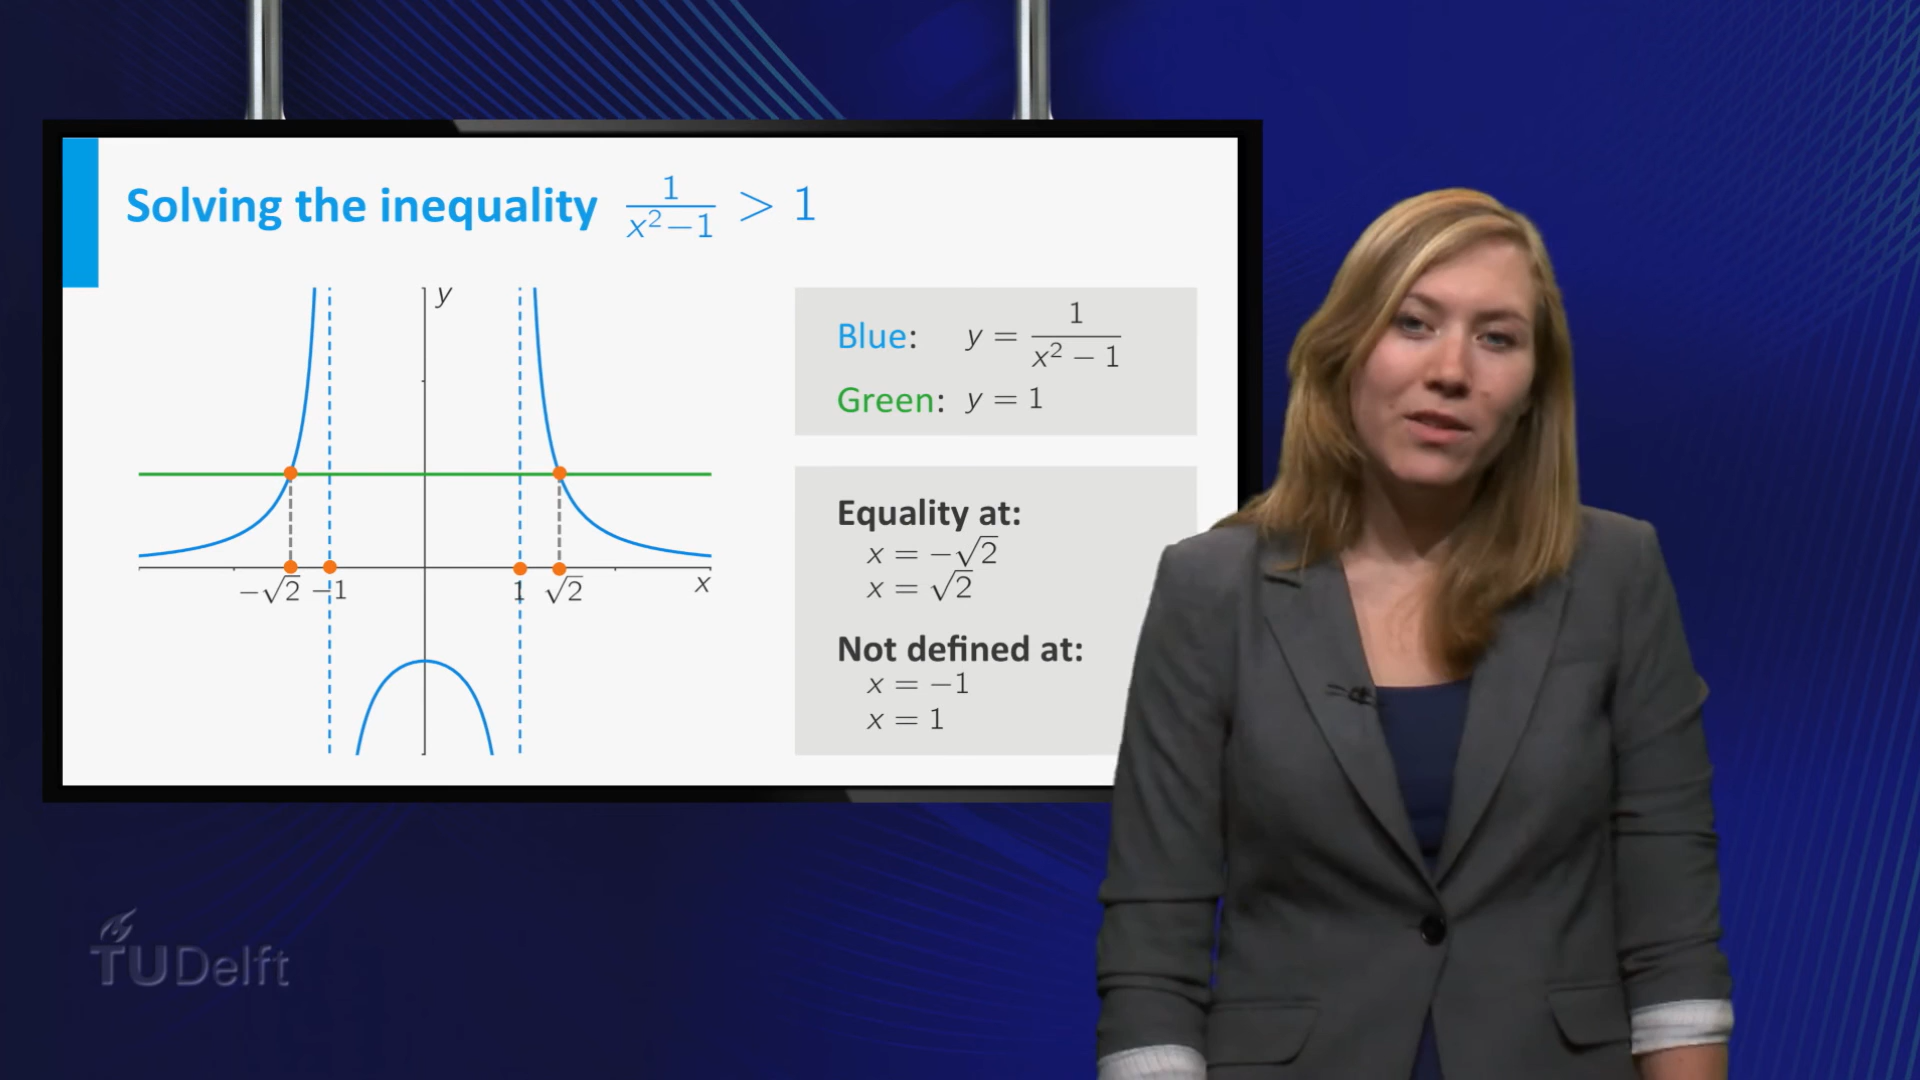 Solving the inequality 1/(x²−1) > 1
y
−√2 −1 1 √2 x
Blue: y = 1/(x² − 1)
Green: y = 1
Equality at:
x = −√2
x = √2
Not defined at:
x = −1
x = 1
TUDelft